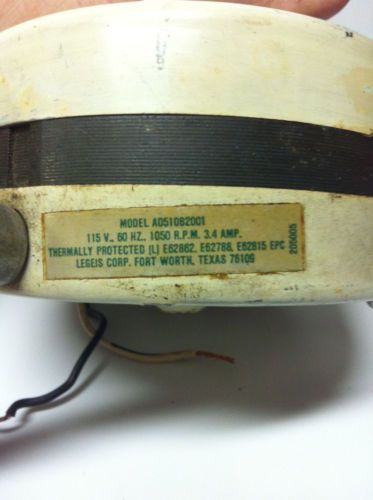 MODEL A0510B2001
115 V., 60 HZ., 1050 R.P.M. 3.4 AMP.
THERMALLY PROTECTED (L) E62862, E62788, E62815 EPC
LEGEIS CORP. FORT WORTH, TEXAS 76109
205005